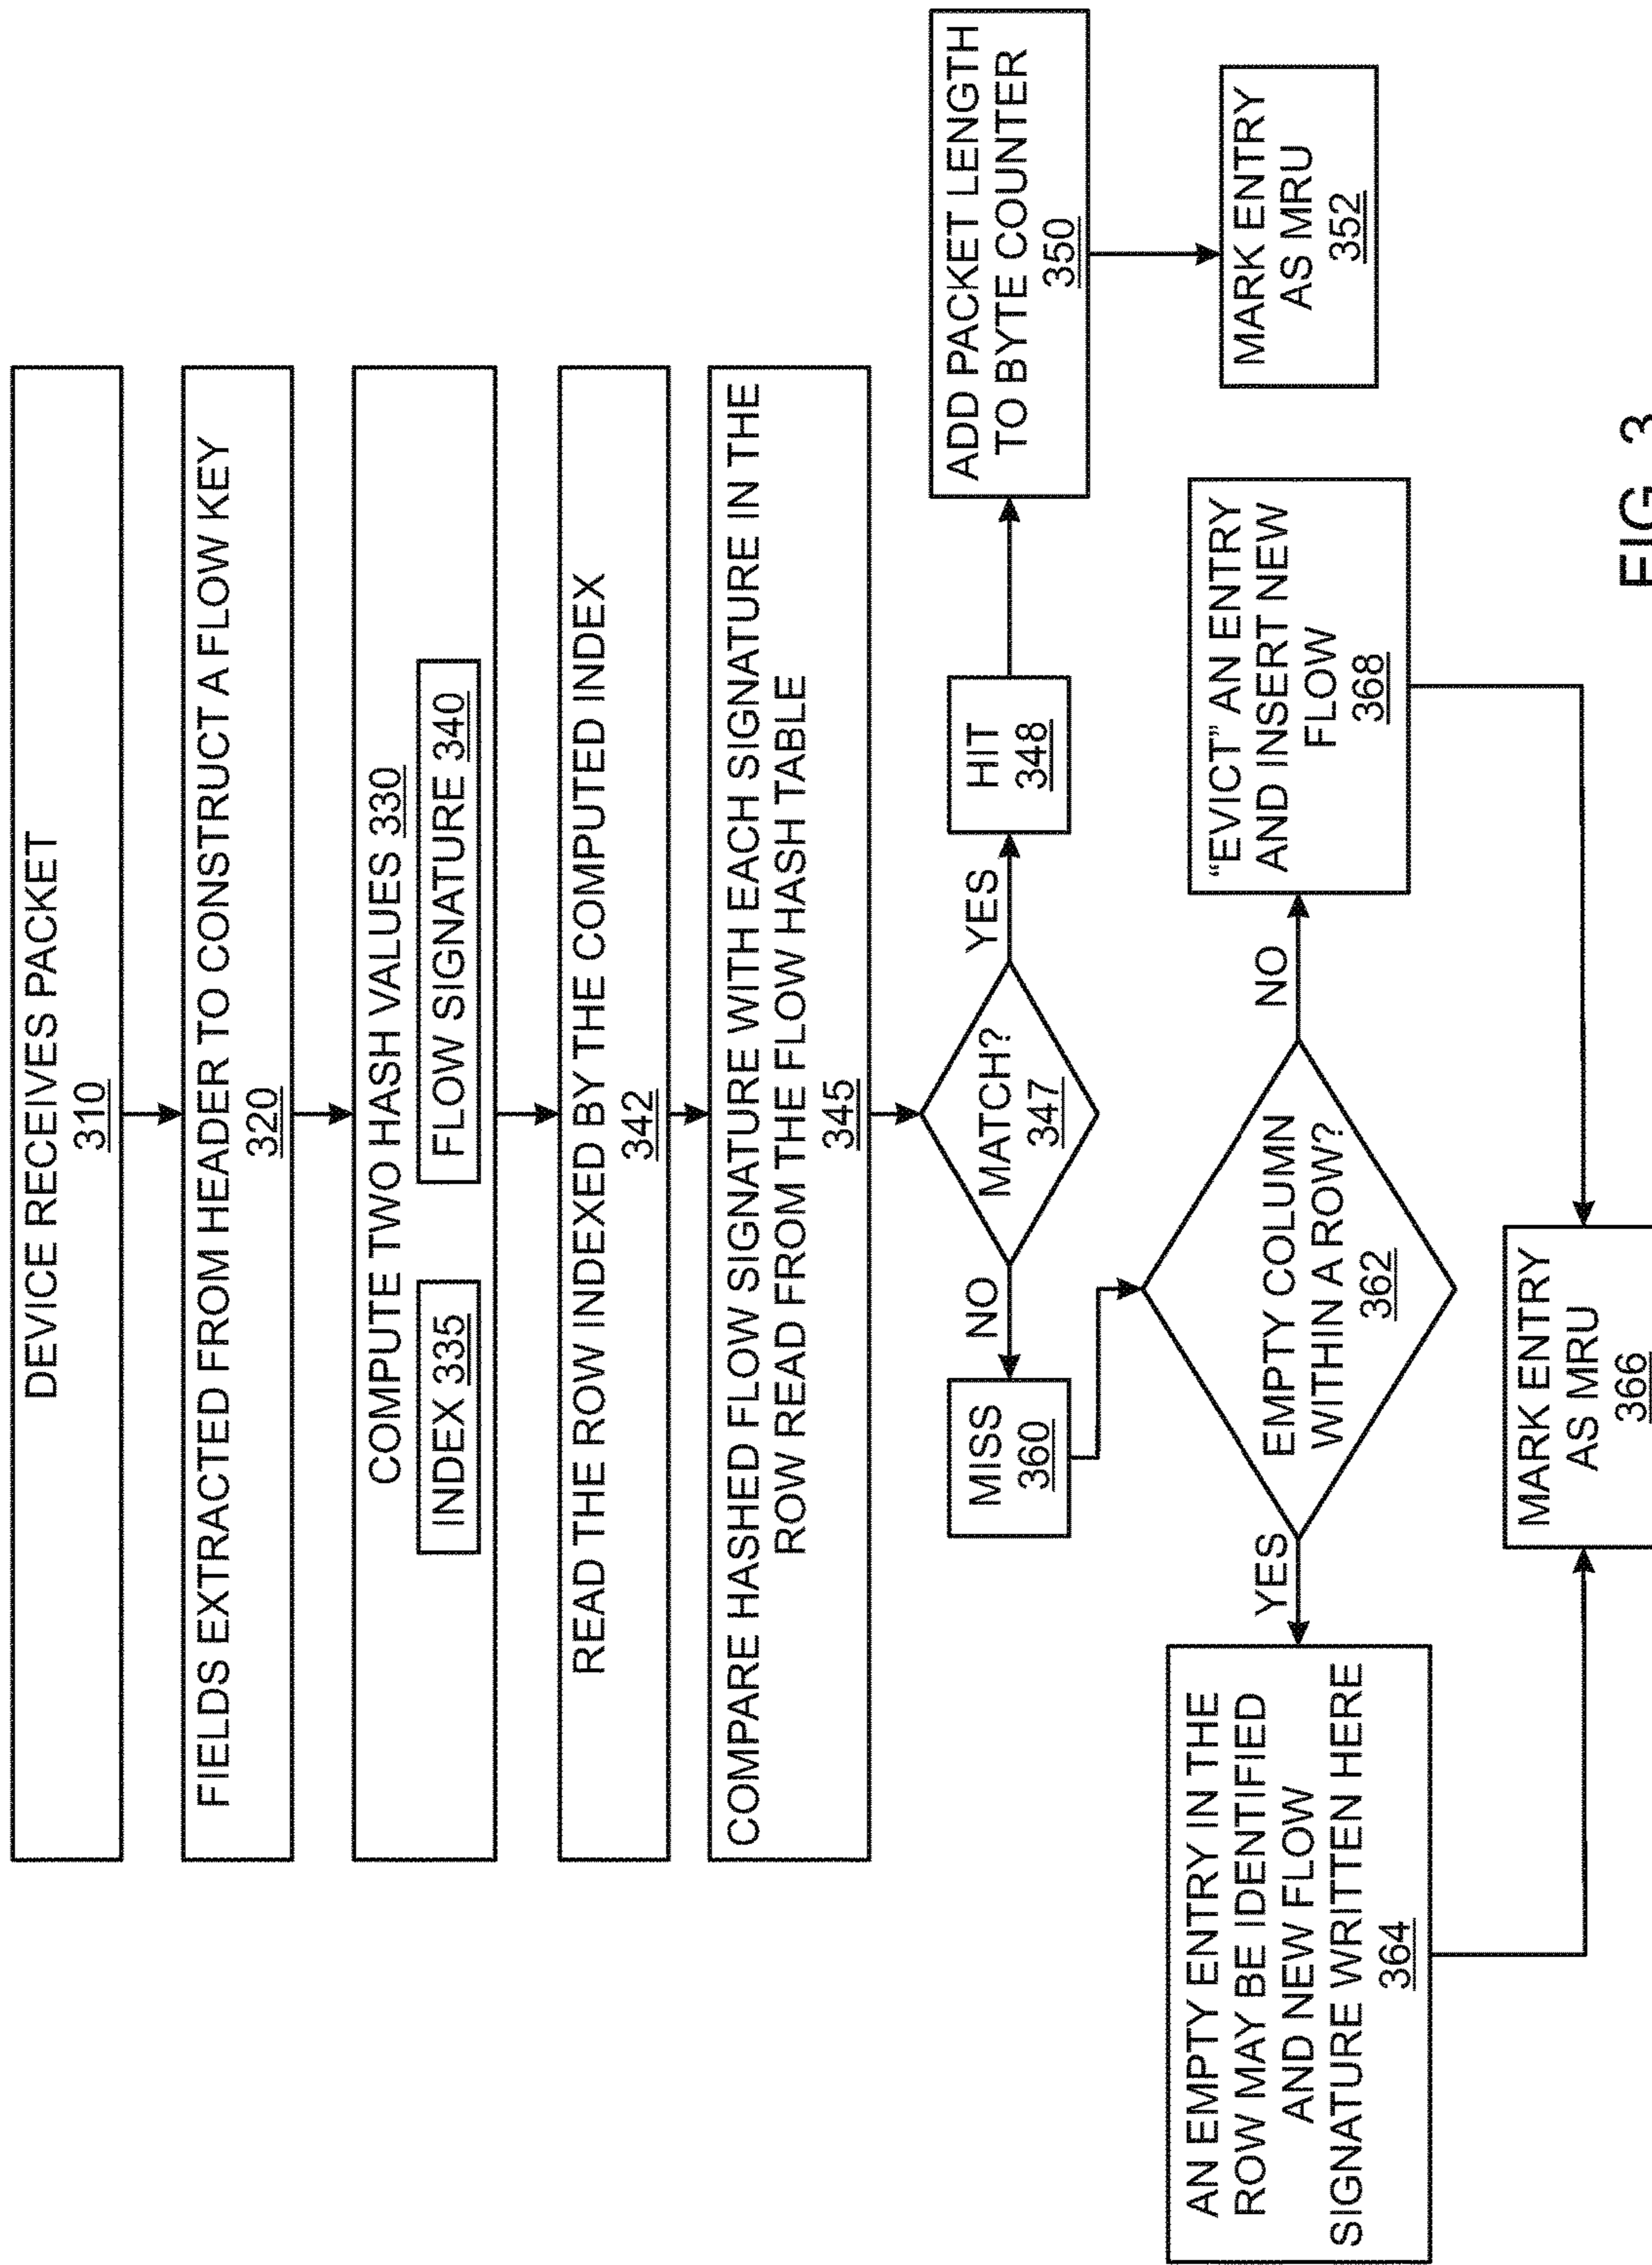 DEVICE RECEIVES PACKET
310
FIELDS EXTRACTED FROM HEADER TO CONSTRUCT A FLOW KEY
320
COMPUTE TWO HASH VALUES 330
INDEX 335
FLOW SIGNATURE 340
READ THE ROW INDEXED BY THE COMPUTED INDEX
342
COMPARE HASHED FLOW SIGNATURE WITH EACH SIGNATURE IN THE
ROW READ FROM THE FLOW HASH TABLE
345
MATCH?
347
NO
YES
MISS
360
HIT
348
ADD PACKET LENGTH
TO BYTE COUNTER
350
MARK ENTRY
AS MRU
352
EMPTY COLUMN
WITHIN A ROW?
362
YES
NO
AN EMPTY ENTRY IN THE
ROW MAY BE IDENTIFIED
AND NEW FLOW
SIGNATURE WRITTEN HERE
364
“EVICT” AN ENTRY
AND INSERT NEW
FLOW
368
MARK ENTRY
AS MRU
366
FIG. 3